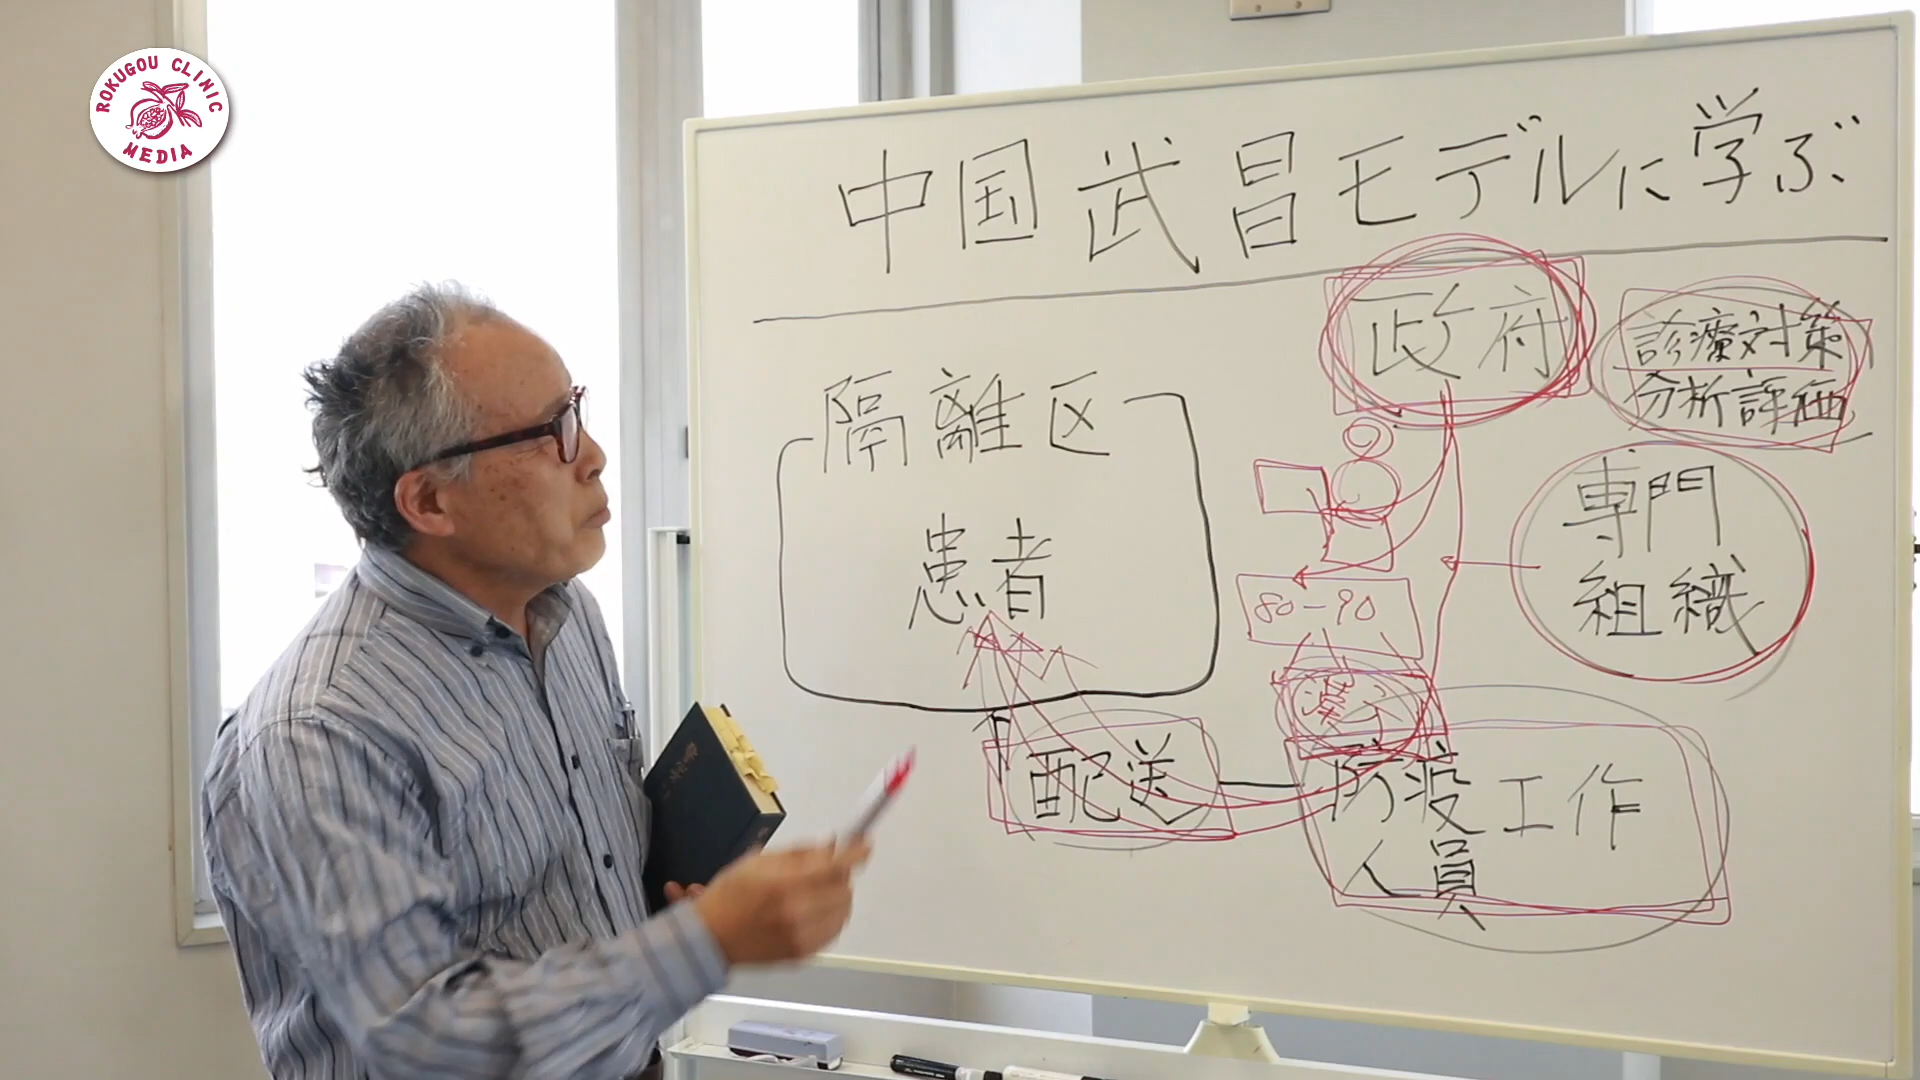 ROKUGOU CLINIC
MEDIA
中国武昌モデルに学ぶ
政府
診療対策
分析評価
隔離区
患者
専門
組織
80-90
漢方
配送
防疫工作
人員